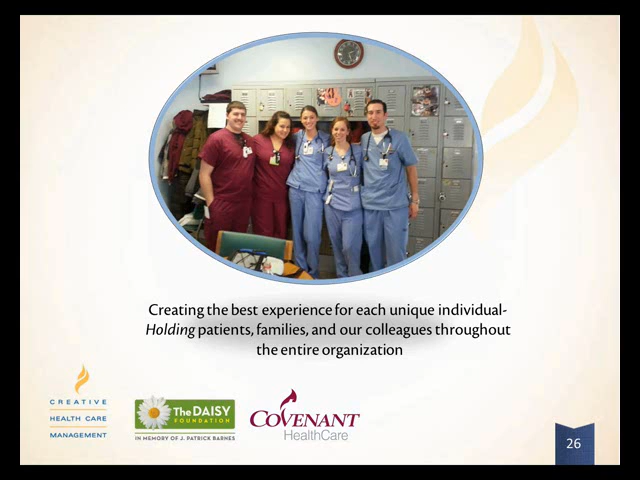 Creating the best experience for each unique individual-
Holding patients, families, and our colleagues throughout
the entire organization
CREATIVE
HEALTH CARE
MANAGEMENT
The DAISY
FOUNDATION
IN MEMORY OF J. PATRICK BARNES
COVENANT
HealthCare
26